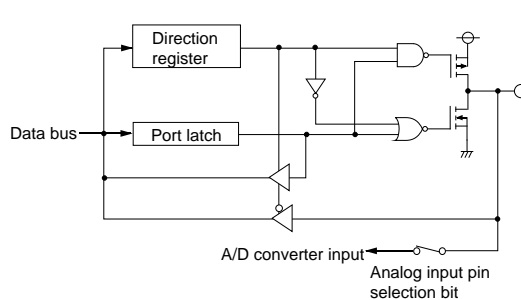 Direction
register
Data bus
Port latch
A/D converter input
Analog input pin
selection bit